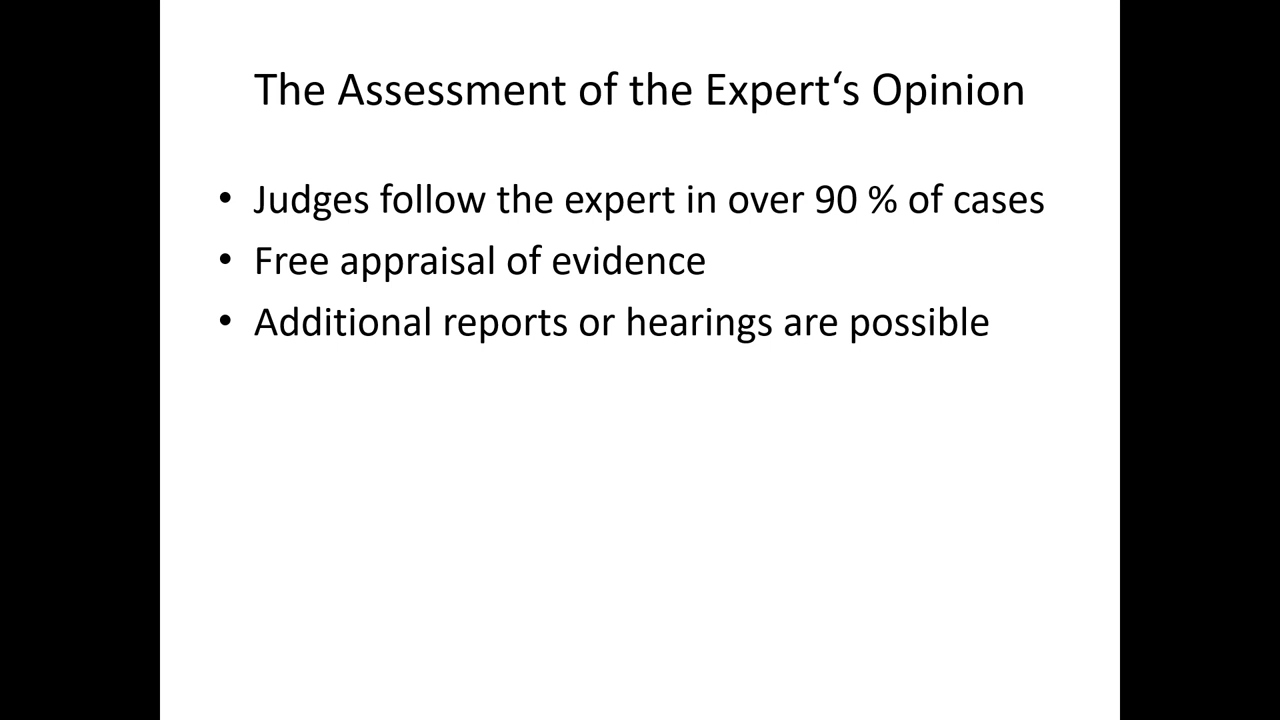 The Assessment of the Expert‘s Opinion
• Judges follow the expert in over 90 % of cases
• Free appraisal of evidence
• Additional reports or hearings are possible